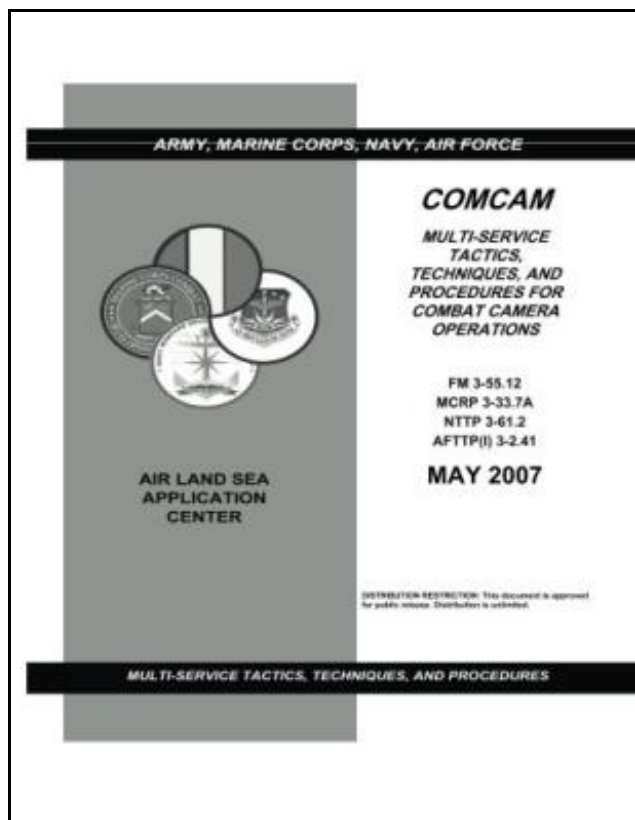 ARMY, MARINE CORPS, NAVY, AIR FORCE
COMCAM
MULTI-SERVICE
TACTICS,
TECHNIQUES, AND
PROCEDURES FOR
COMBAT CAMERA
OPERATIONS
FM 3-55.12
MCRP 3-33.7A
NTTP 3-61.2
AFTTP(I) 3-2.41
MAY 2007
AIR LAND SEA
APPLICATION
CENTER
DISTRIBUTION RESTRICTION: This document is approved
for public release. Distribution is unlimited.
MULTI-SERVICE TACTICS, TECHNIQUES, AND PROCEDURES